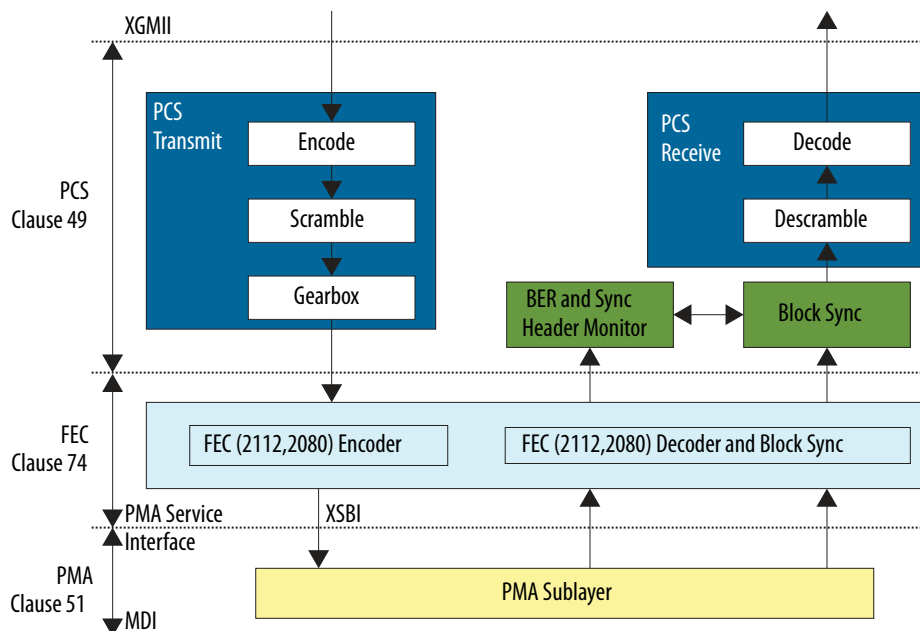 XGMII
PCS
Transmit
Encode
Scramble
Gearbox
PCS
Receive
Decode
Descramble
PCS
Clause 49
BER and Sync
Header Monitor
Block Sync
FEC
Clause 74
FEC (2112,2080) Encoder
FEC (2112,2080) Decoder and Block Sync
PMA Service
Interface
XSBI
PMA
Clause 51
PMA Sublayer
MDI